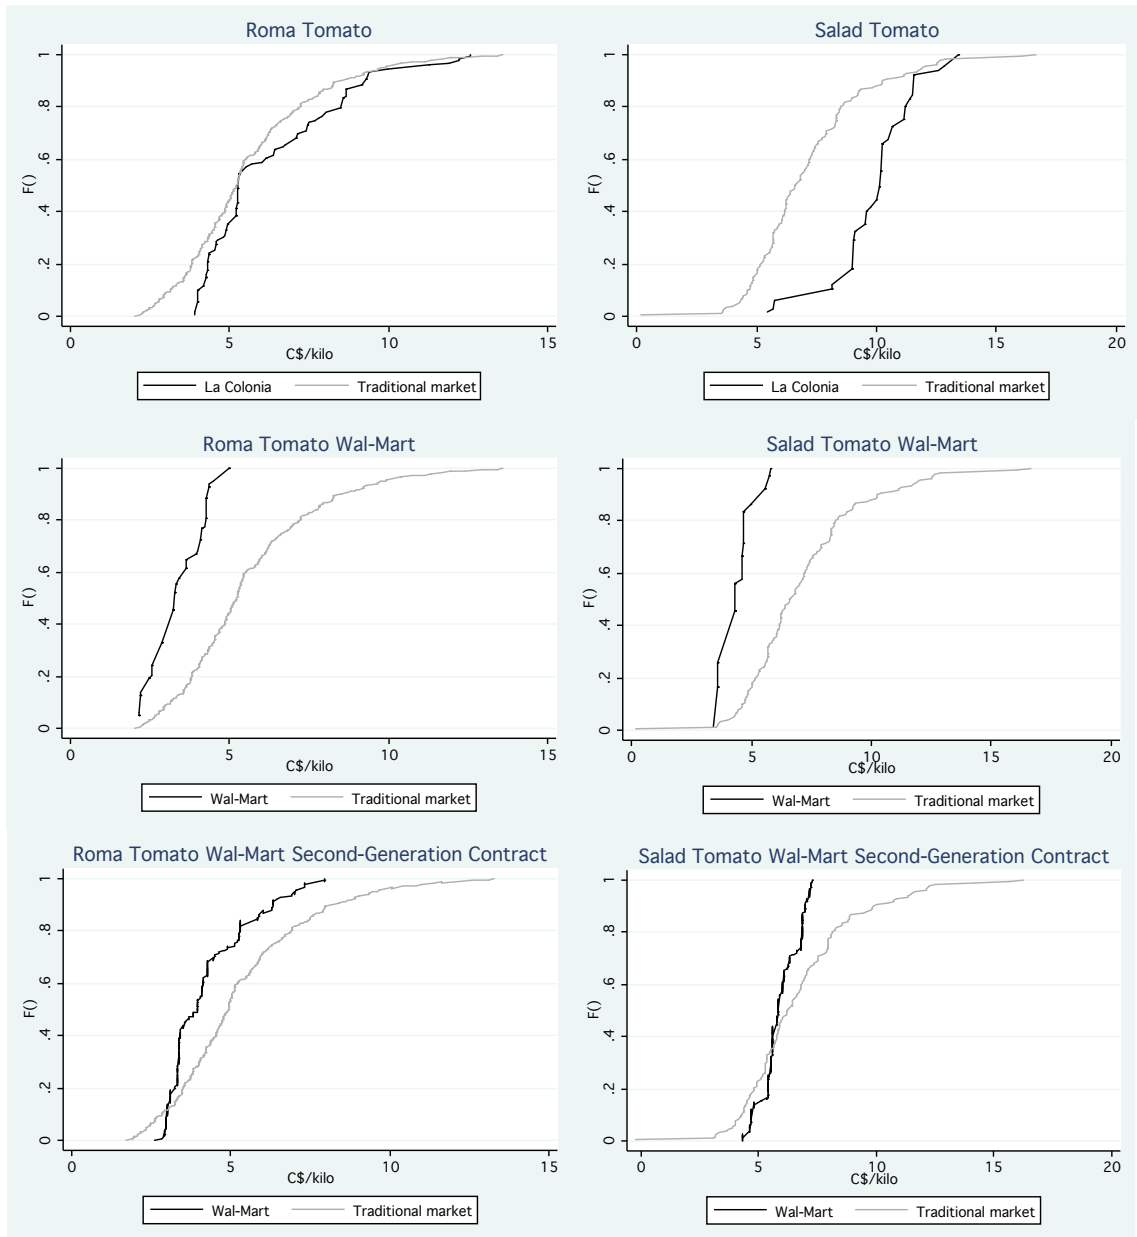 Roma Tomato
F()
1
.8
.6
.4
.2
0
0 5 10 15
C$/kilo
La Colonia Traditional market
Salad Tomato
F()
1
.8
.6
.4
.2
0
0 5 10 15 20
C$/kilo
La Colonia Traditional market
Roma Tomato Wal-Mart
F()
1
.8
.6
.4
.2
0
0 5 10 15
C$/kilo
Wal-Mart Traditional market
Salad Tomato Wal-Mart
F()
1
.8
.6
.4
.2
0
0 5 10 15 20
C$/kilo
Wal-Mart Traditional market
Roma Tomato Wal-Mart Second-Generation Contract
F()
1
.8
.6
.4
.2
0
0 5 10 15
C$/kilo
Wal-Mart Traditional market
Salad Tomato Wal-Mart Second-Generation Contract
F()
1
.8
.6
.4
.2
0
0 5 10 15 20
C$/kilo
Wal-Mart Traditional market